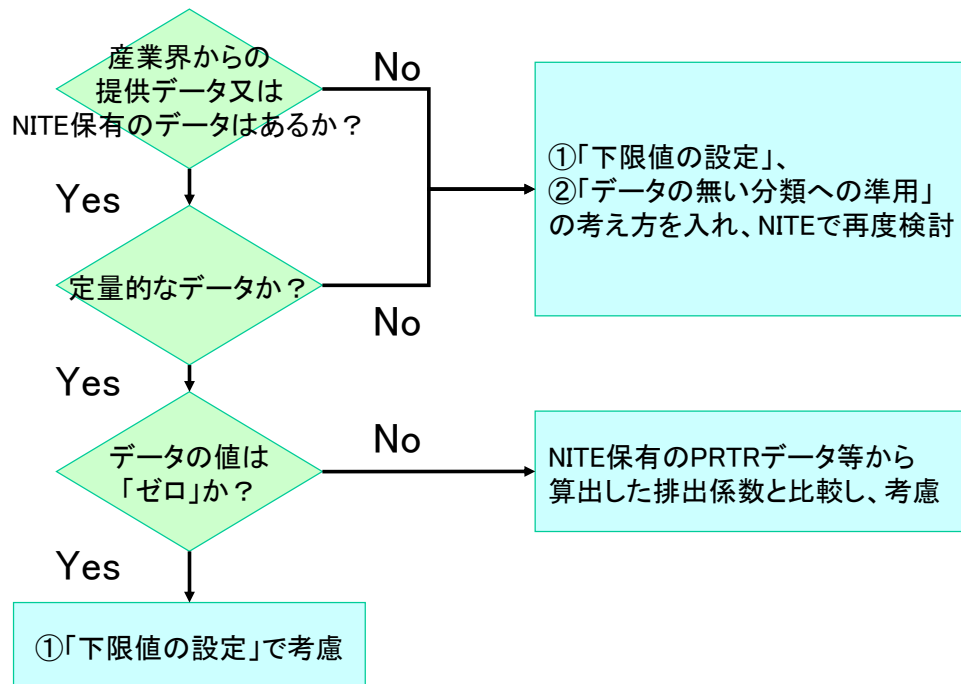 産業界からの
提供データ又は
NITE保有のデータはあるか？
No
Yes
①「下限値の設定」、
②「データの無い分類への準用」
の考え方を入れ、NITEで再度検討
定量的なデータか？
No
Yes
データの値は
「ゼロ」か？
No
NITE保有のPRTRデータ等から
算出した排出係数と比較し、考慮
Yes
①「下限値の設定」で考慮